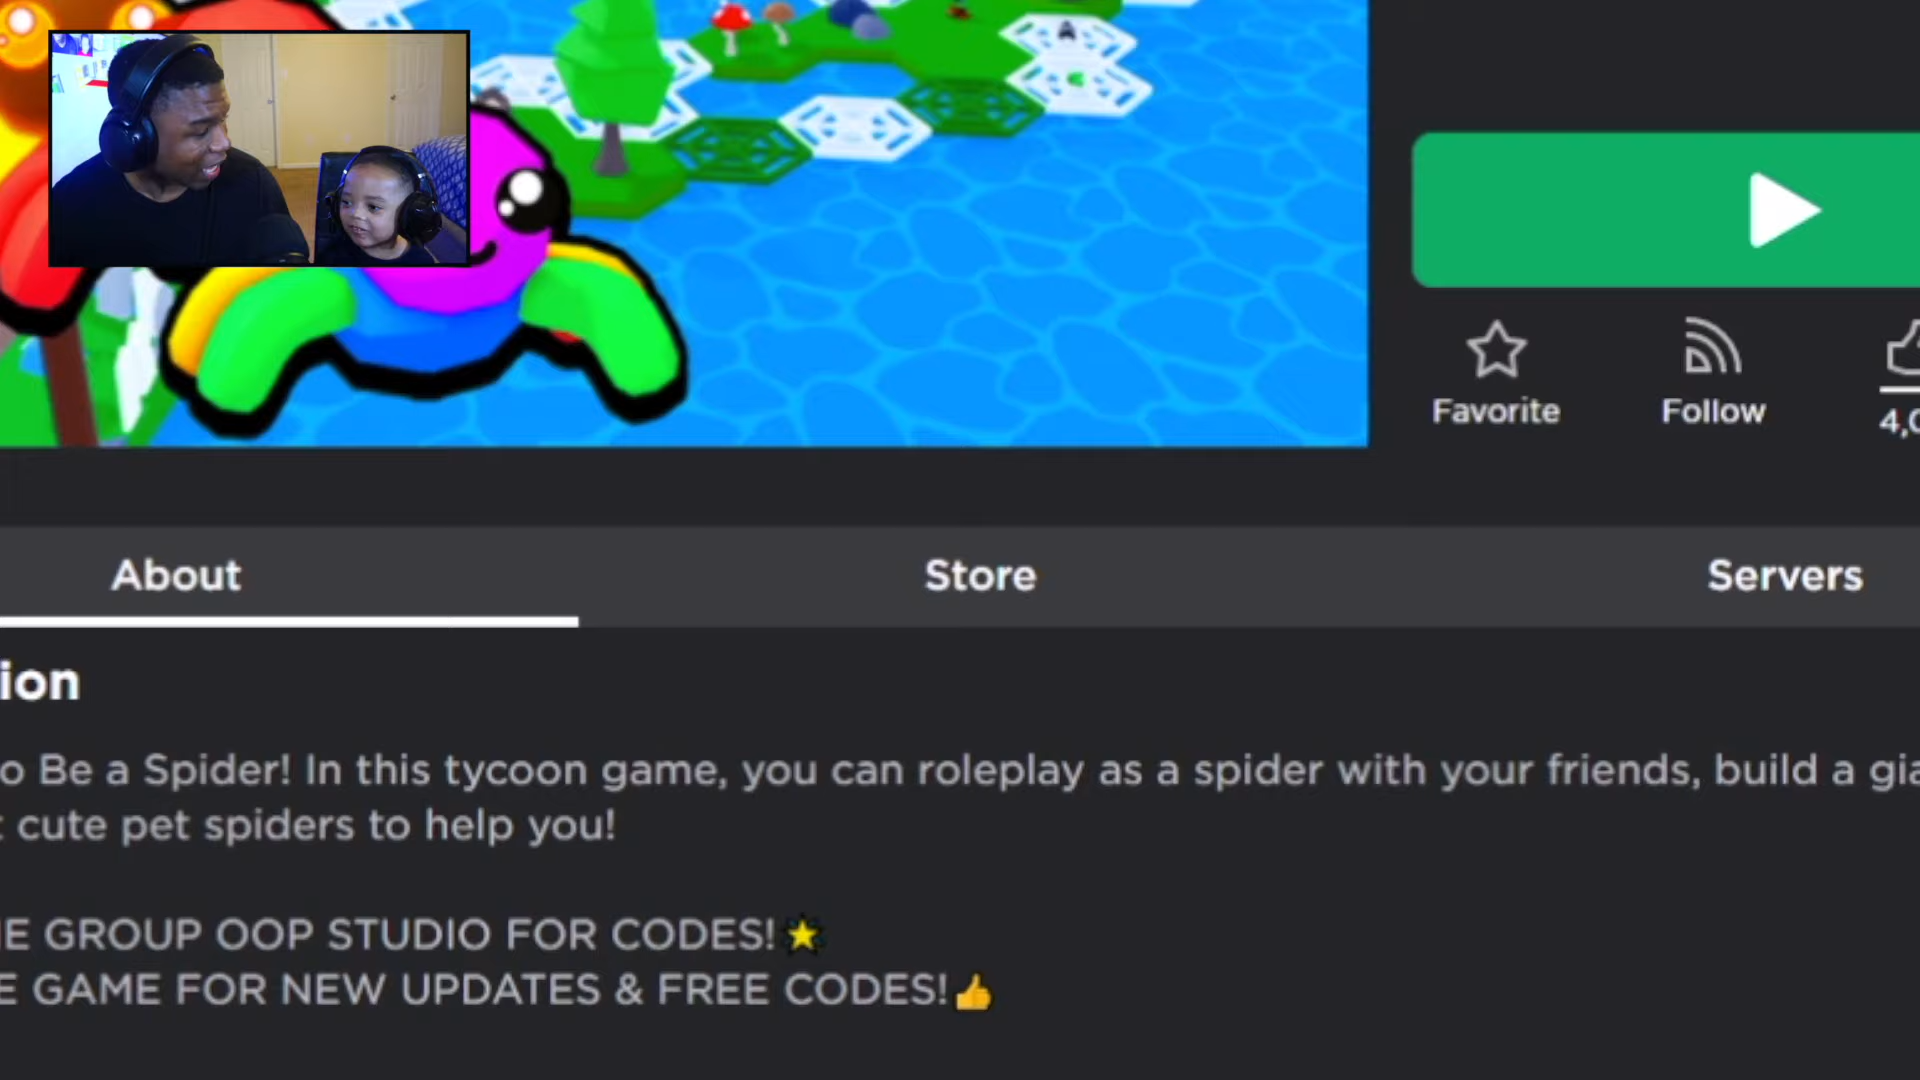 Favorite
Follow
About
Store
Servers
ion
o Be a Spider! In this tycoon game, you can roleplay as a spider with your friends, build a gia
cute pet spiders to help you!
E GROUP OOP STUDIO FOR CODES!⭐
E GAME FOR NEW UPDATES & FREE CODES!👍